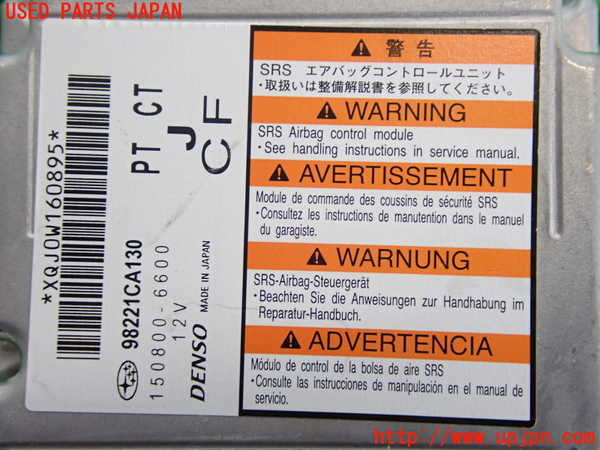 USED PARTS JAPAN
*XQJ0W160895*
98221CA130
150800-6600
12V
DENSO MADE IN JAPAN
PT CT
J
CF
警告
SRS エアバッグコントロールユニット
・取扱いは整備解説書を参照してください。
WARNING
SRS Airbag control module
・See handling instructions in service manual.
AVERTISSEMENT
Module de commande des coussins de sécurité SRS
・Consultez les instructions de manutention dans le manuel
du garagiste.
WARNUNG
SRS-Airbag-Steuergerät
・Beachten Sie die Anweisungen zur Handhabung im
Reparatur-Handbuch.
ADVERTENCIA
Módulo de control de la bolsa de aire SRS
・Consulte las instrucciones de manipulación en el manual de
servicio.
http://www.upjpn.com/